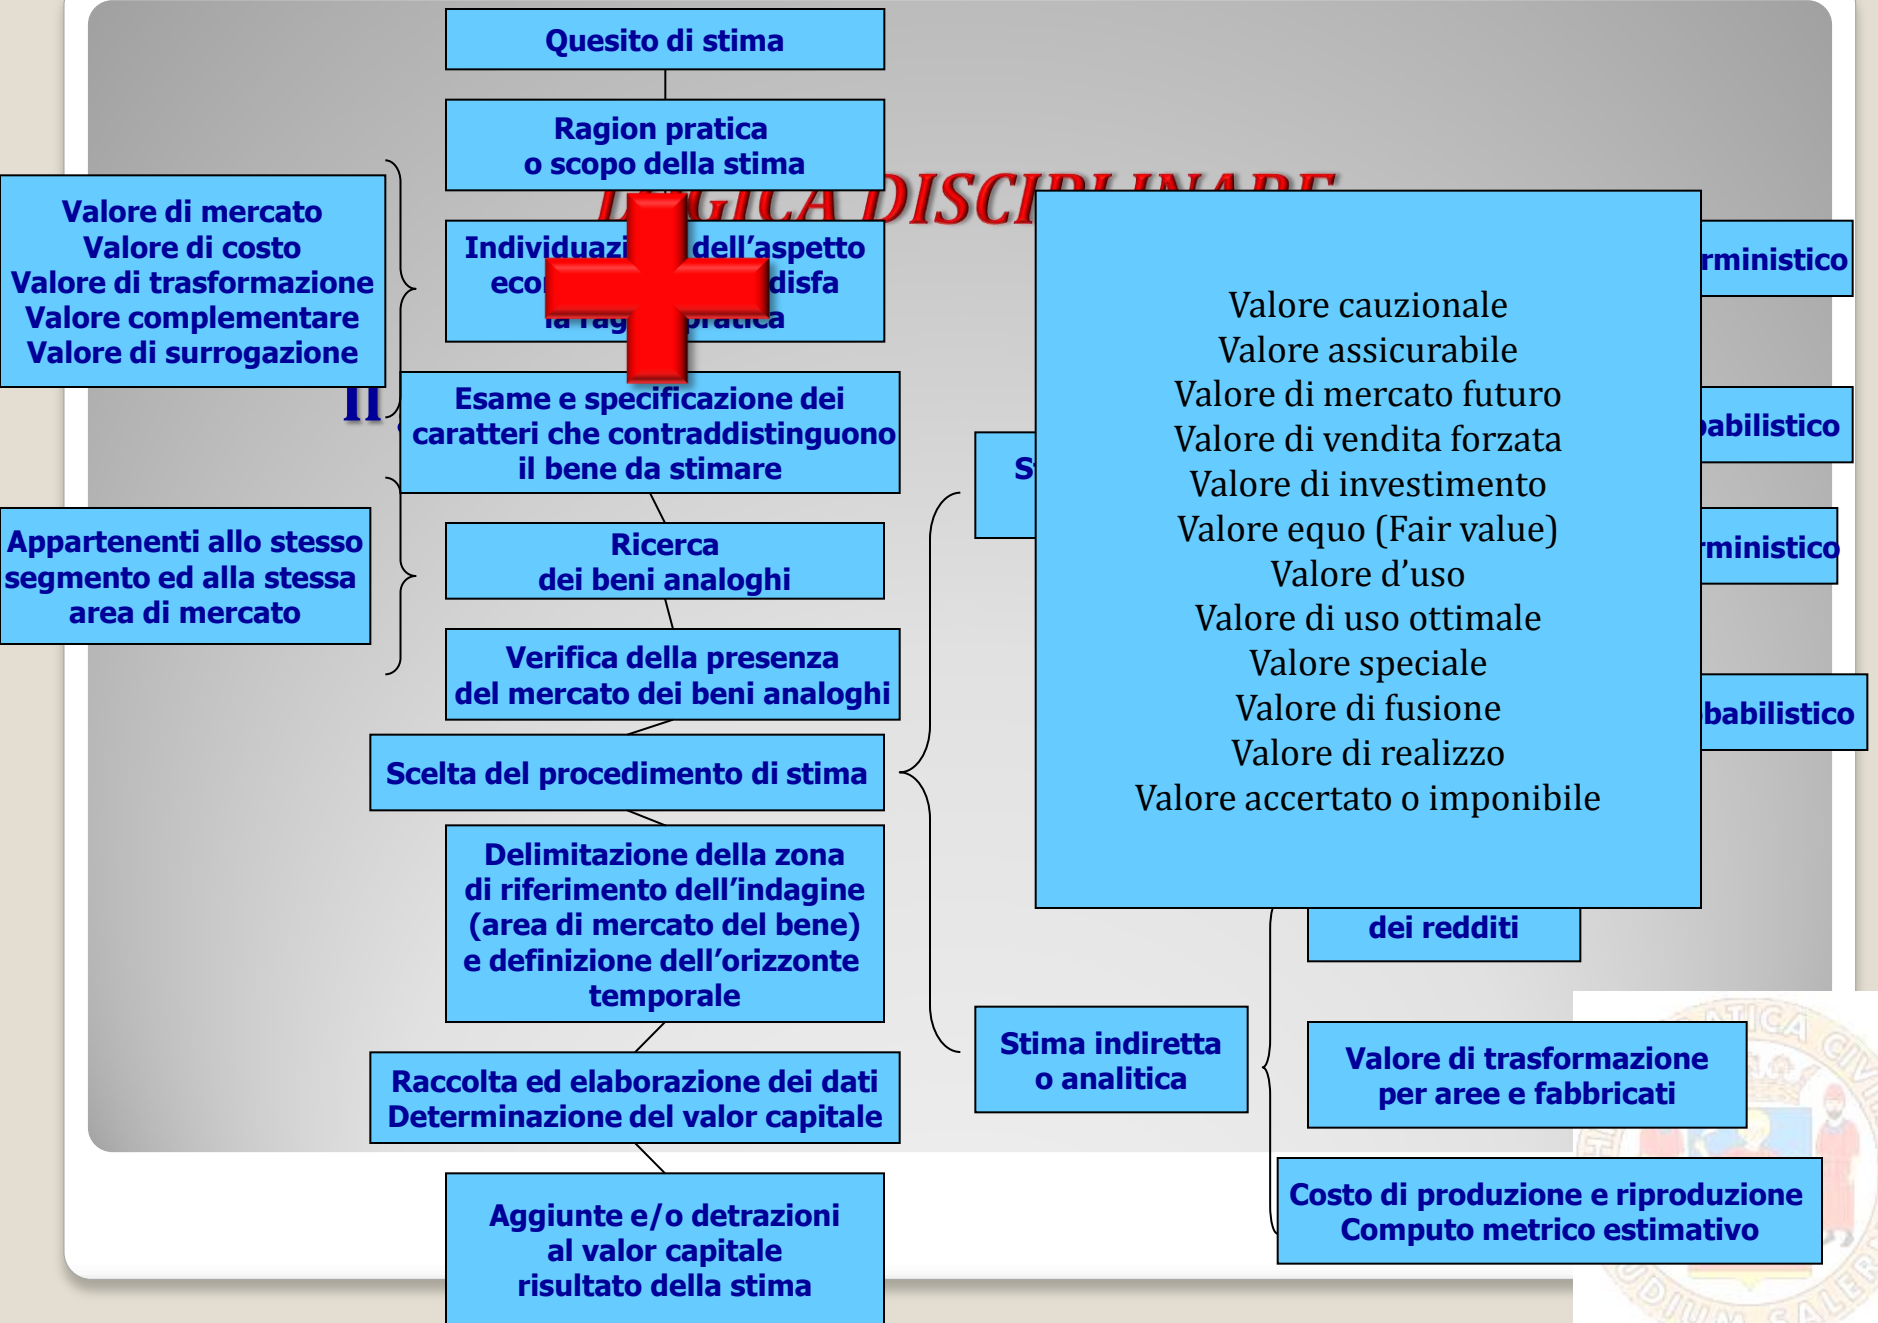 Quesito di stima
Ragion pratica
o scopo della stima
Valore di mercato
Valore di costo
Valore di trasformazione
Valore complementare
Valore di surrogazione
dell’aspetto
la pratica
II
Esame e specificazione dei
caratteri che contraddistinguono
il bene da stimare
Appartenenti allo stesso
segmento ed alla stessa
area di mercato
Ricerca
dei beni analoghi
Verifica della presenza
del mercato dei beni analoghi
Scelta del procedimento di stima
Delimitazione della zona
di riferimento dell’indagine
(area di mercato del bene)
e definizione dell’orizzonte
temporale
Raccolta ed elaborazione dei dati
Determinazione del valor capitale
Aggiunte e/o detrazioni
al valor capitale
risultato della stima
Valore cauzionale
Valore assicurabile
Valore di mercato futuro
Valore di vendita forzata
Valore di investimento
Valore equo (Fair value)
Valore d’uso
Valore di uso ottimale
Valore speciale
Valore di fusione
Valore di realizzo
Valore accertato o imponibile
rministico
babilistico
rministico
babilistico
dei redditi
Stima indiretta
o analitica
Valore di trasformazione
per aree e fabbricati
Costo di produzione e riproduzione
Computo metrico estimativo